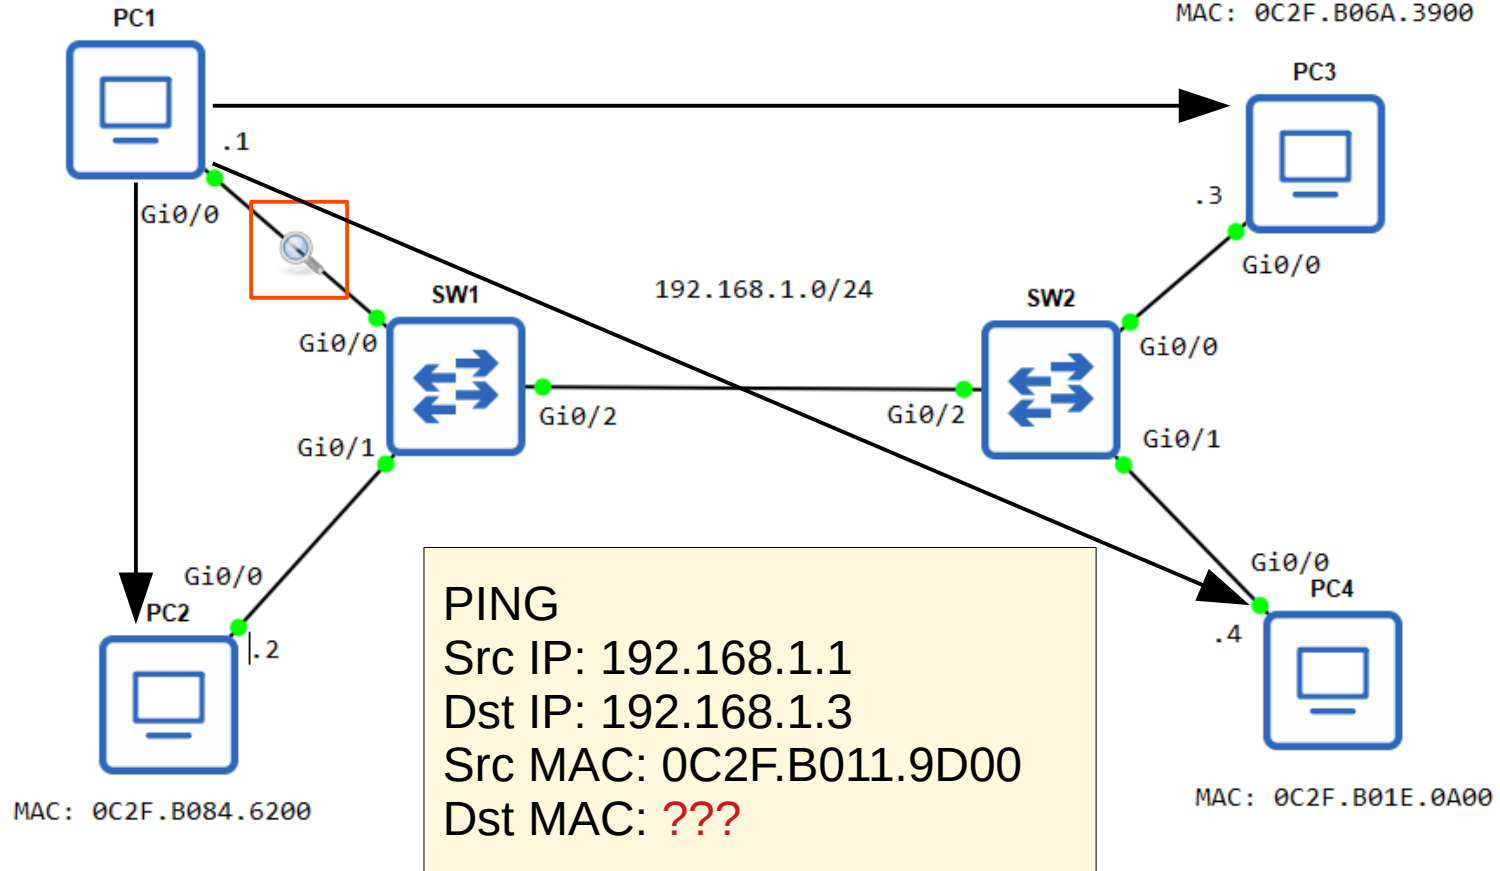 PC1
MAC: 0C2F.B06A.3900
PC3
.1
.3
Gi0/0
Gi0/0
192.168.1.0/24
SW1
SW2
Gi0/0
Gi0/0
Gi0/2
Gi0/2
Gi0/1
Gi0/1
Gi0/0
Gi0/0
PC2
PC4
.2
.4
PING
Src IP: 192.168.1.1
Dst IP: 192.168.1.3
Src MAC: 0C2F.B011.9D00
Dst MAC: ???
MAC: 0C2F.B084.6200
MAC: 0C2F.B01E.0A00